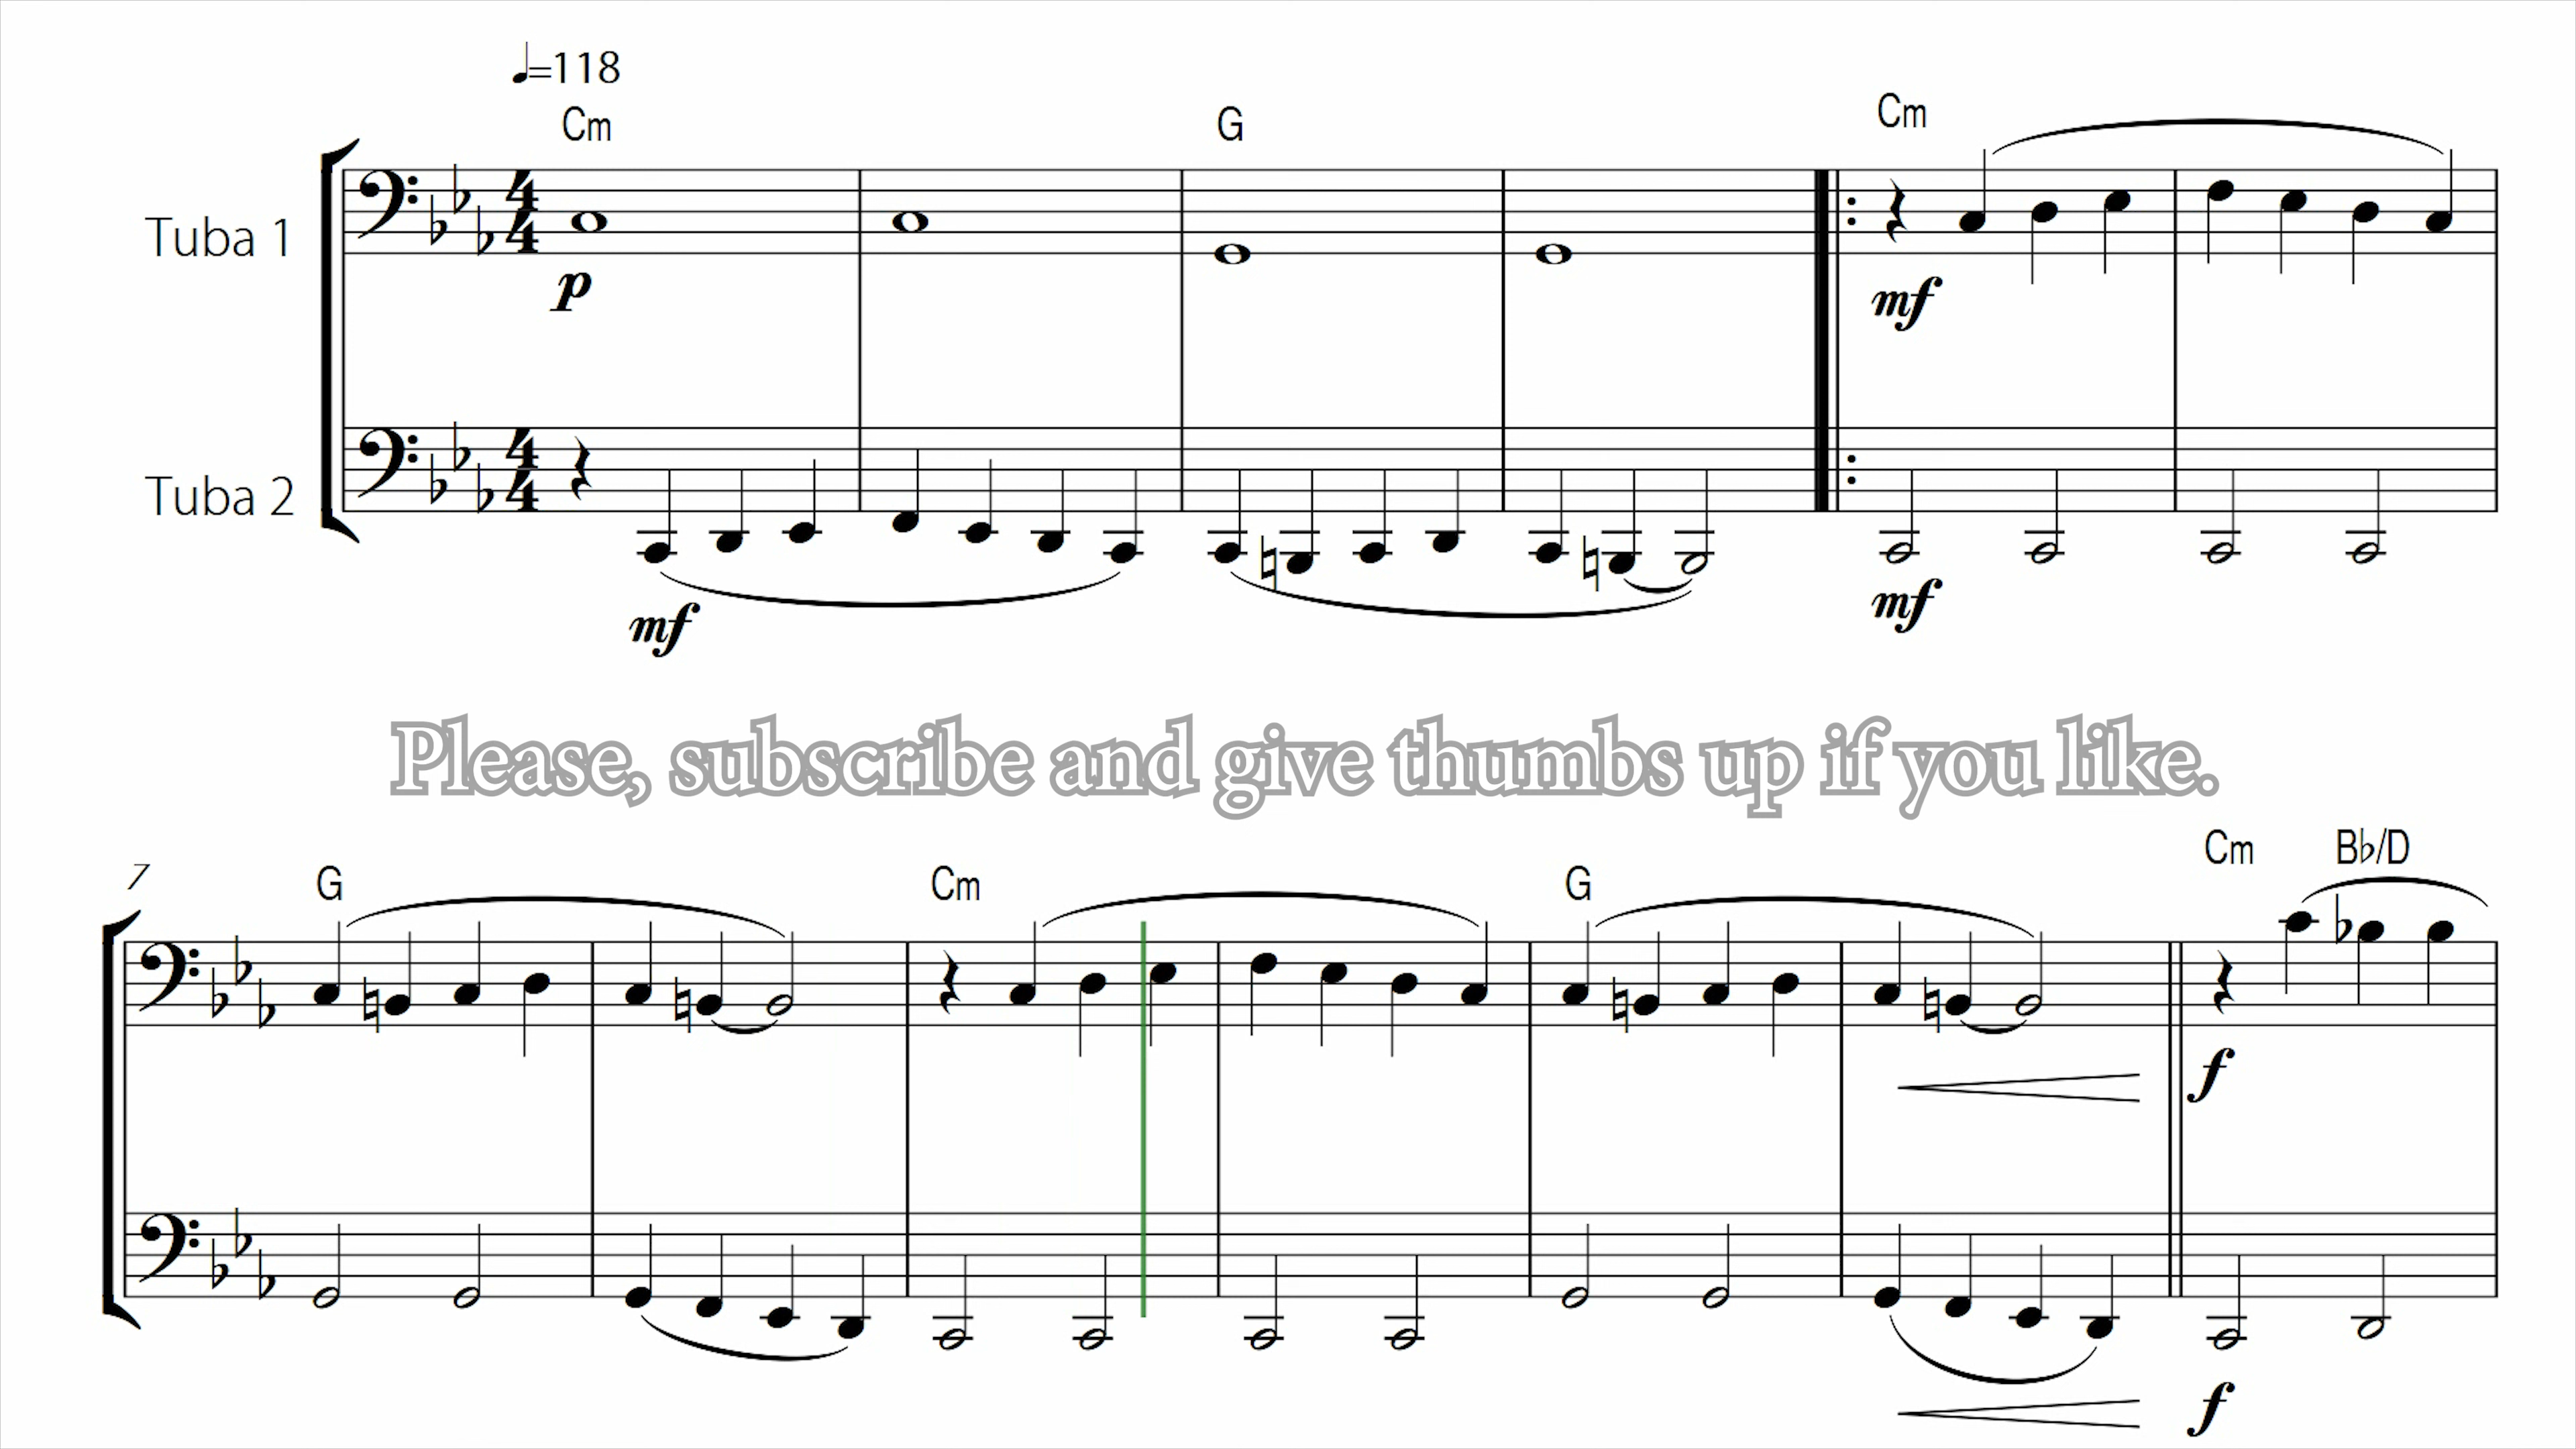 ♩=118
Cm G Cm
Tuba 1
p mf
Tuba 2
mf mf
Please, subscribe and give thumbs up if you like.
7 G Cm G Cm B♭/D
f
f